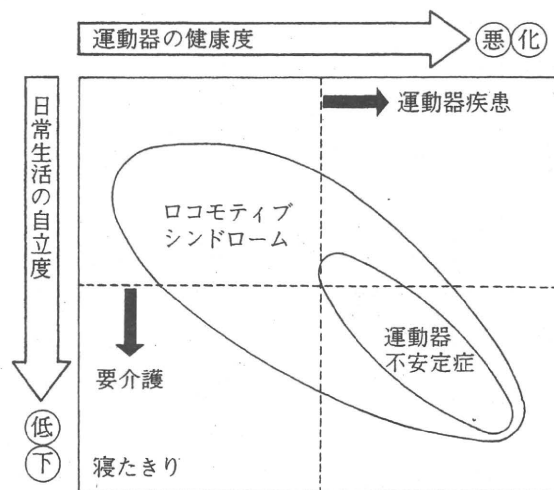 運動器の健康度
悪化
日常生活の自立度
運動器疾患
ロコモティブ
シンドローム
運動器
不安定症
要介護
低下
寝たきり